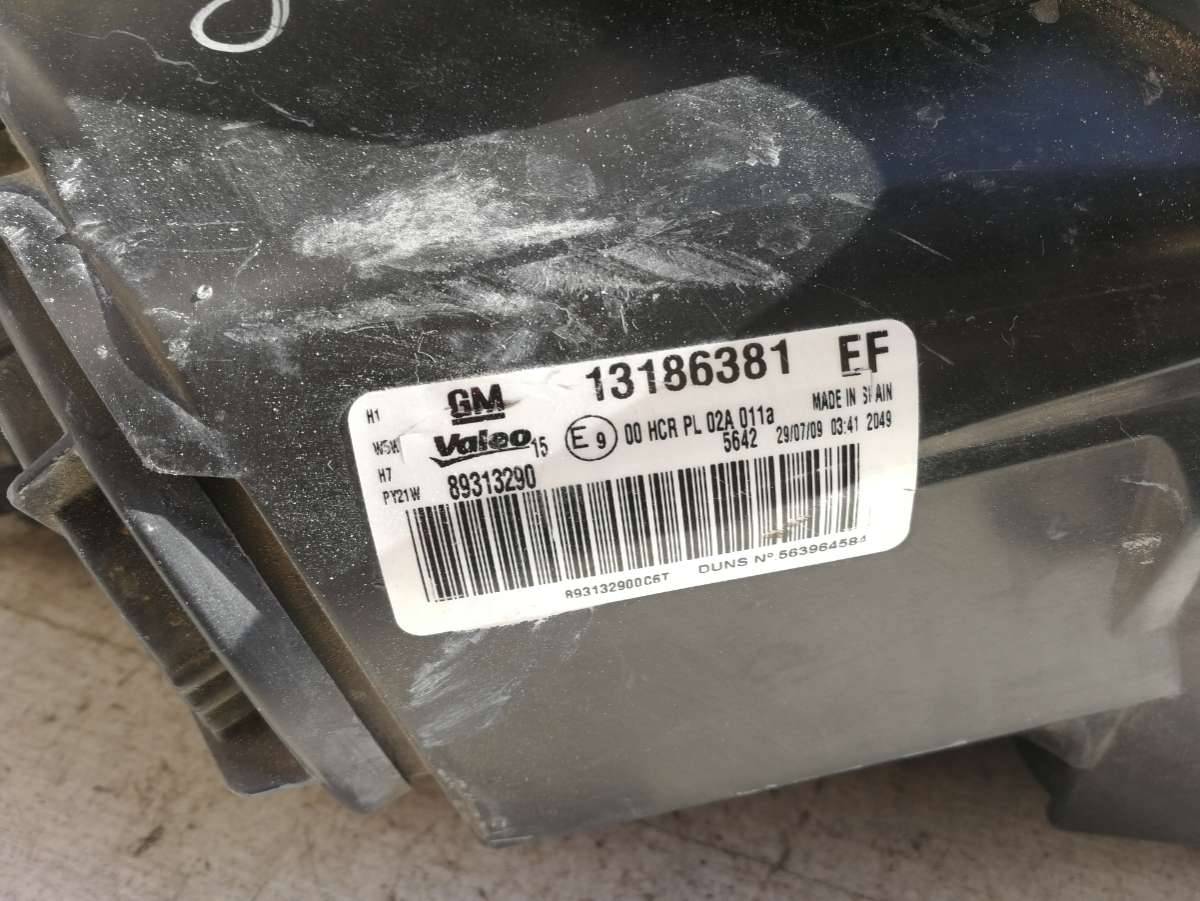 H1 GM 13186381 EF
W5W Valeo 15 E 9 00 HCR PL 02A 011a MADE IN SPAIN
H7 5642 29/07/09 03:41 2049
PY21W 89313290
893132900C6T DUNS Nº 563964584